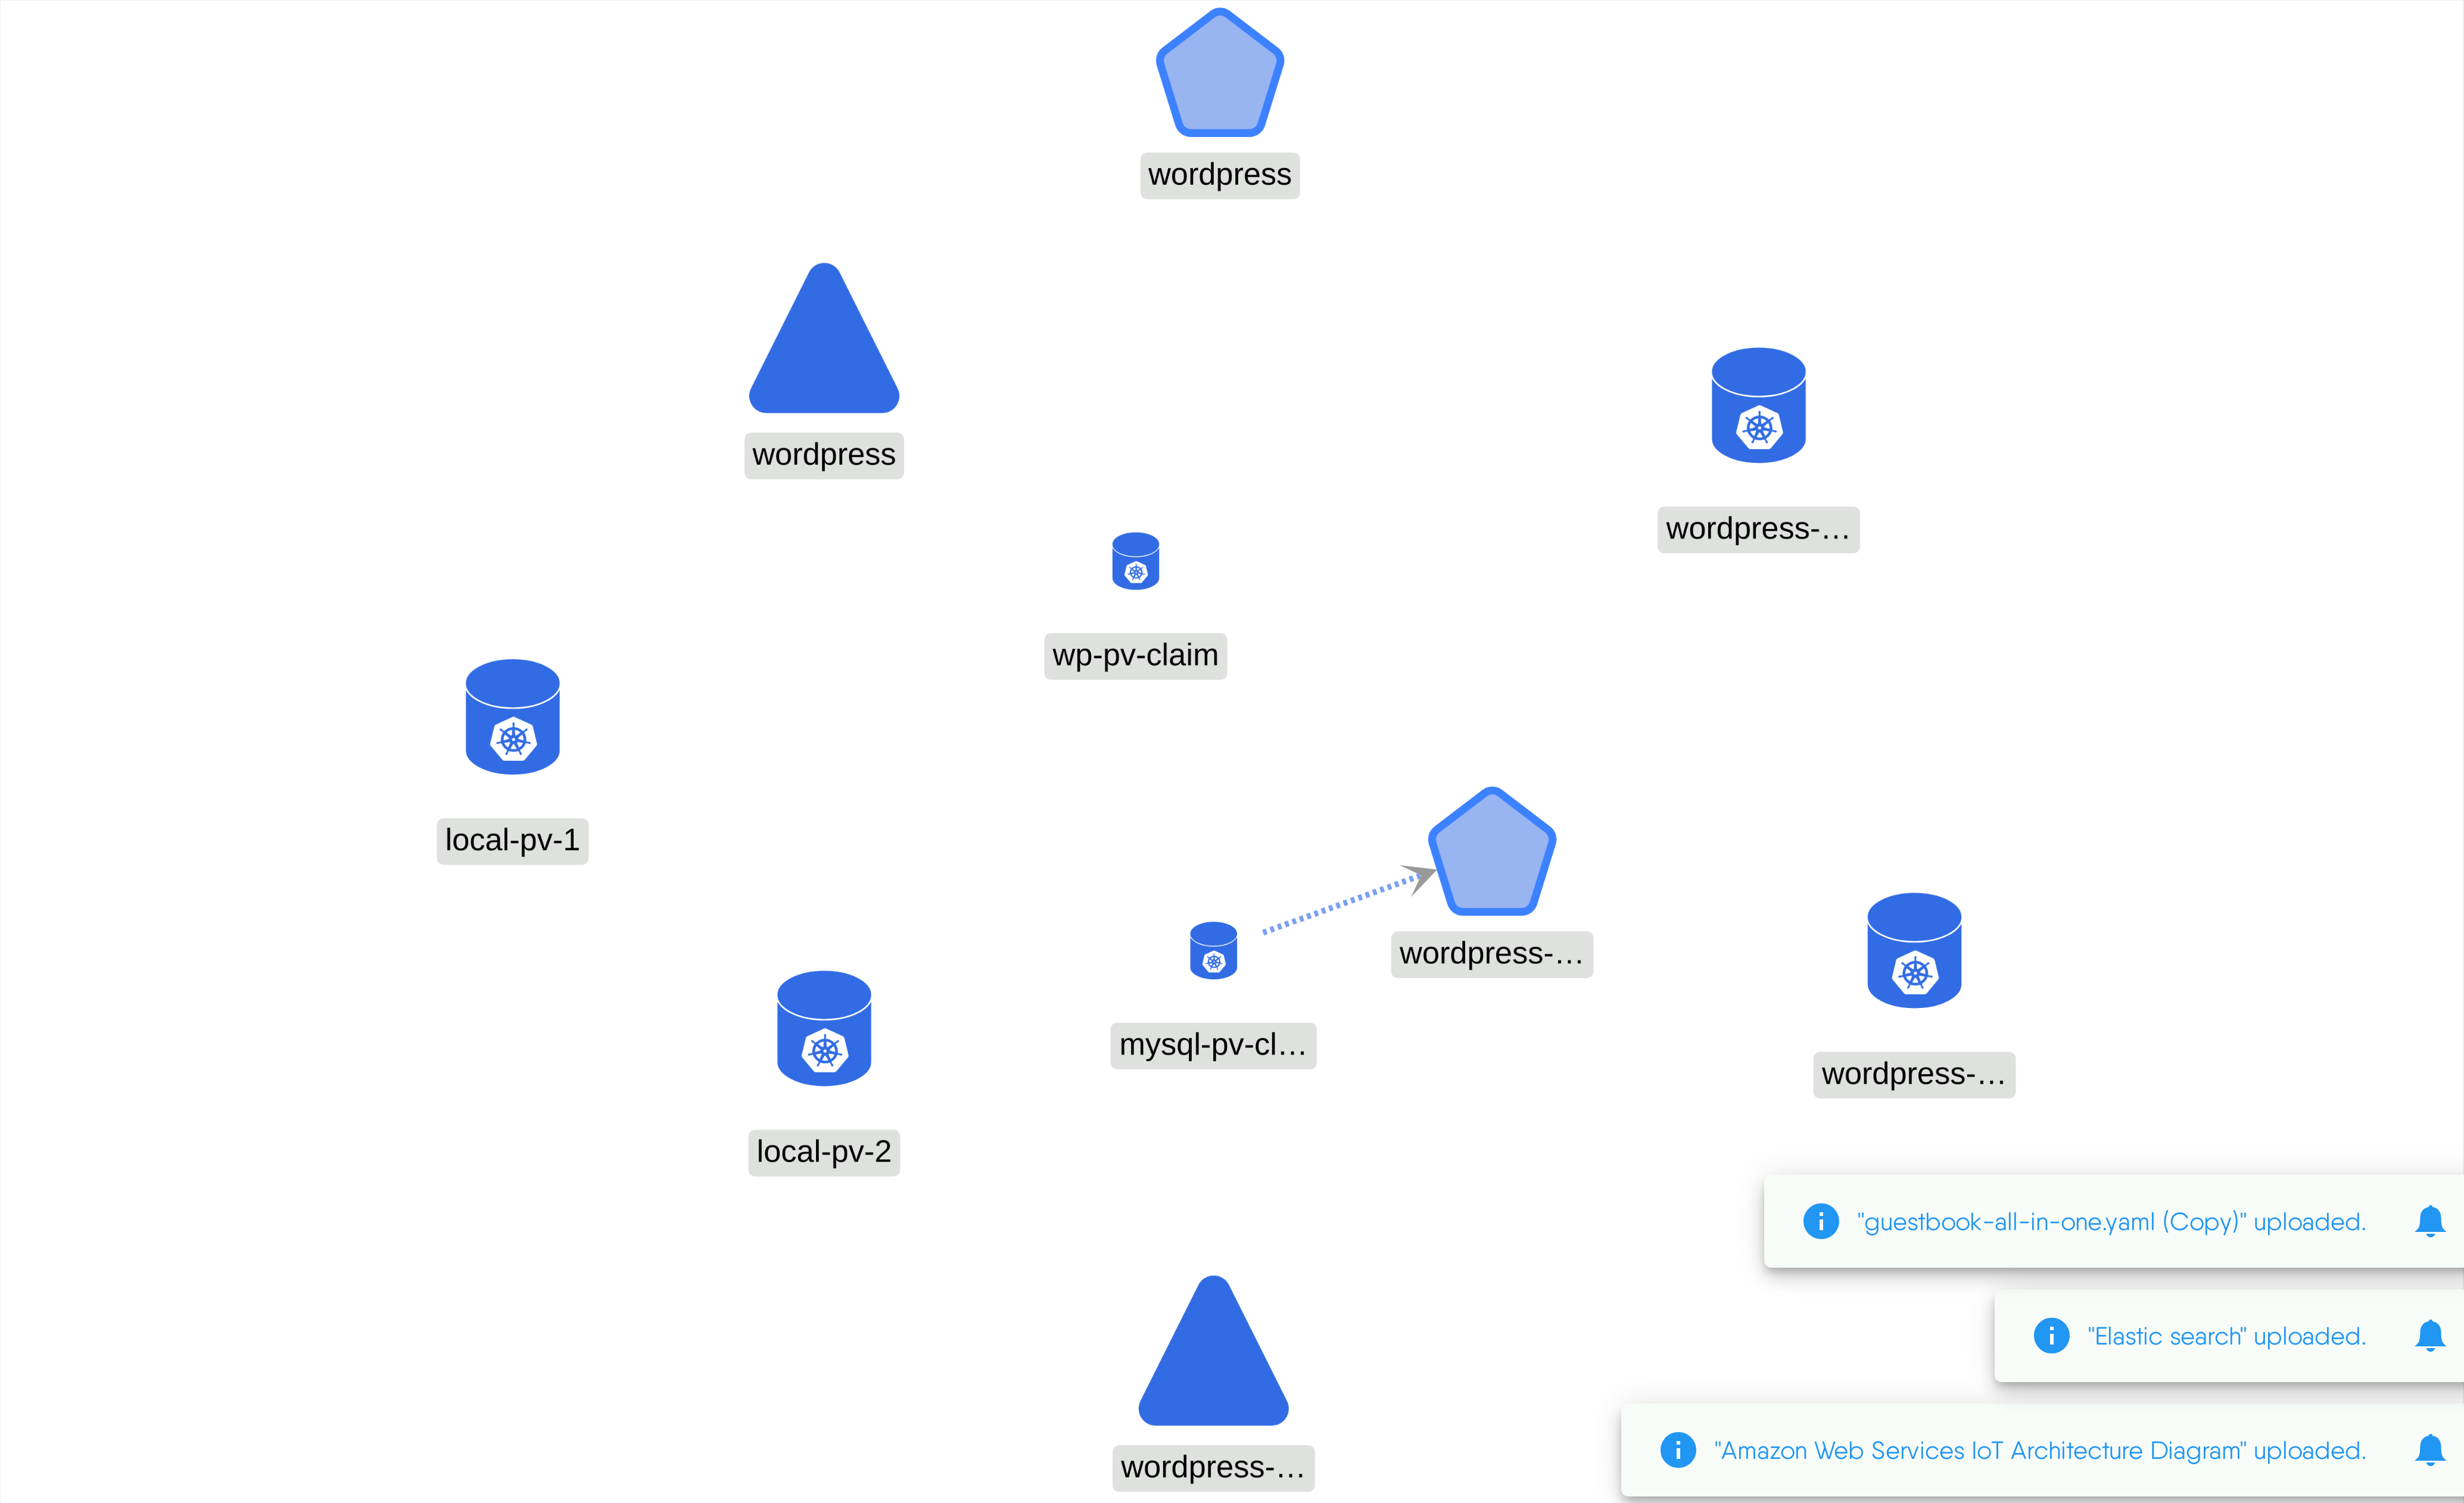 wordpress
wordpress
wordpress-...
wp-pv-claim
local-pv-1
wordpress-...
mysql-pv-cl...
wordpress-...
local-pv-2
"guestbook-all-in-one.yaml (Copy)" uploaded.
"Elastic search" uploaded.
"Amazon Web Services IoT Architecture Diagram" uploaded.
wordpress-...